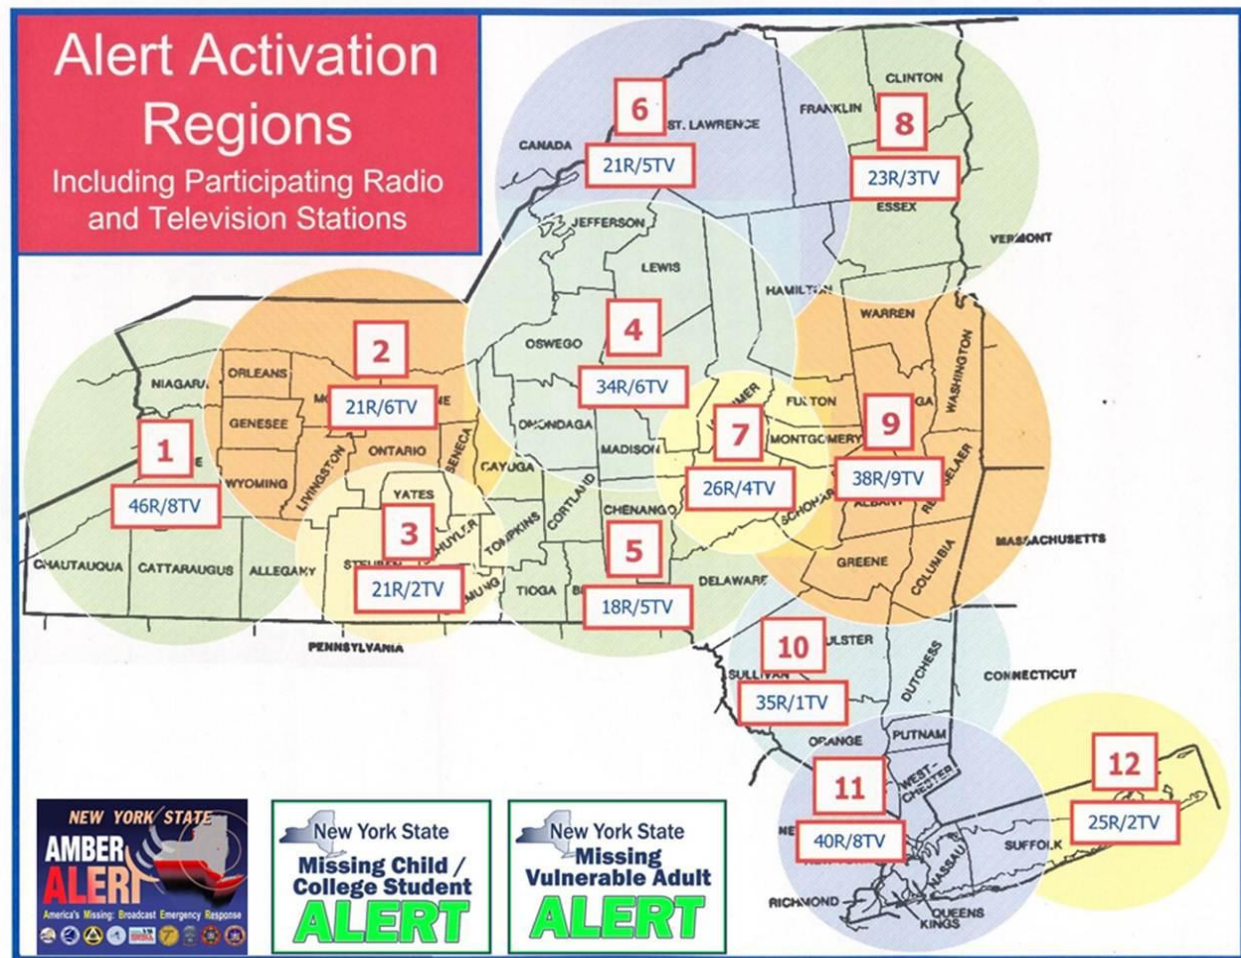 Alert Activation
Regions
Including Participating Radio
and Television Stations
6
21R/5TV
8
23R/3TV
CLINTON
FRANKLIN
ST. LAWRENCE
CANADA
ESSEX
VERMONT
JEFFERSON
LEWIS
HAMILTON
WARREN
WASHINGTON
4
34R/6TV
OSWEGO
2
21R/6TV
ORLEANS
NIAGARA
GENESEE
ONTARIO
WYOMING
LIVINGSTON
SENECA
CAYUGA
ONONDAGA
MADISON
FULTON
MONTGOMERY
7
26R/4TV
9
38R/9TV
1
46R/8TV
YATES
CORTLAND
CHENANGO
TOMPKINS
ALBANY
3
21R/2TV
5
18R/5TV
GREENE
COLUMBIA
MASSACHUSETTS
CHAUTAUQUA
CATTARAUGUS
ALLEGANY
TIOGA
DELAWARE
PENNSYLVANIA
10
35R/1TV
ULSTER
SULLIVAN
DUTCHESS
CONNECTICUT
ORANGE
PUTNAM
WEST-
CHESTER
11
40R/8TV
12
25R/2TV
SUFFOLK
NASSAU
RICHMOND
QUEENS
KINGS
NEW YORK STATE
AMBER
ALERT
America's Missing: Broadcast Emergency Response
New York State
Missing Child /
College Student
ALERT
New York State
Missing
Vulnerable Adult
ALERT